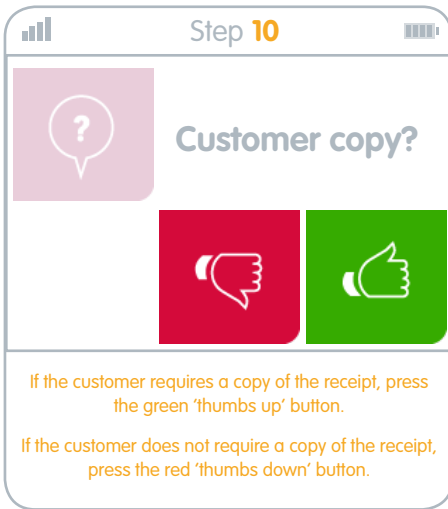 Step 10
?
Customer copy?
If the customer requires a copy of the receipt, press
the green ‘thumbs up’ button.
If the customer does not require a copy of the receipt,
press the red ‘thumbs down’ button.